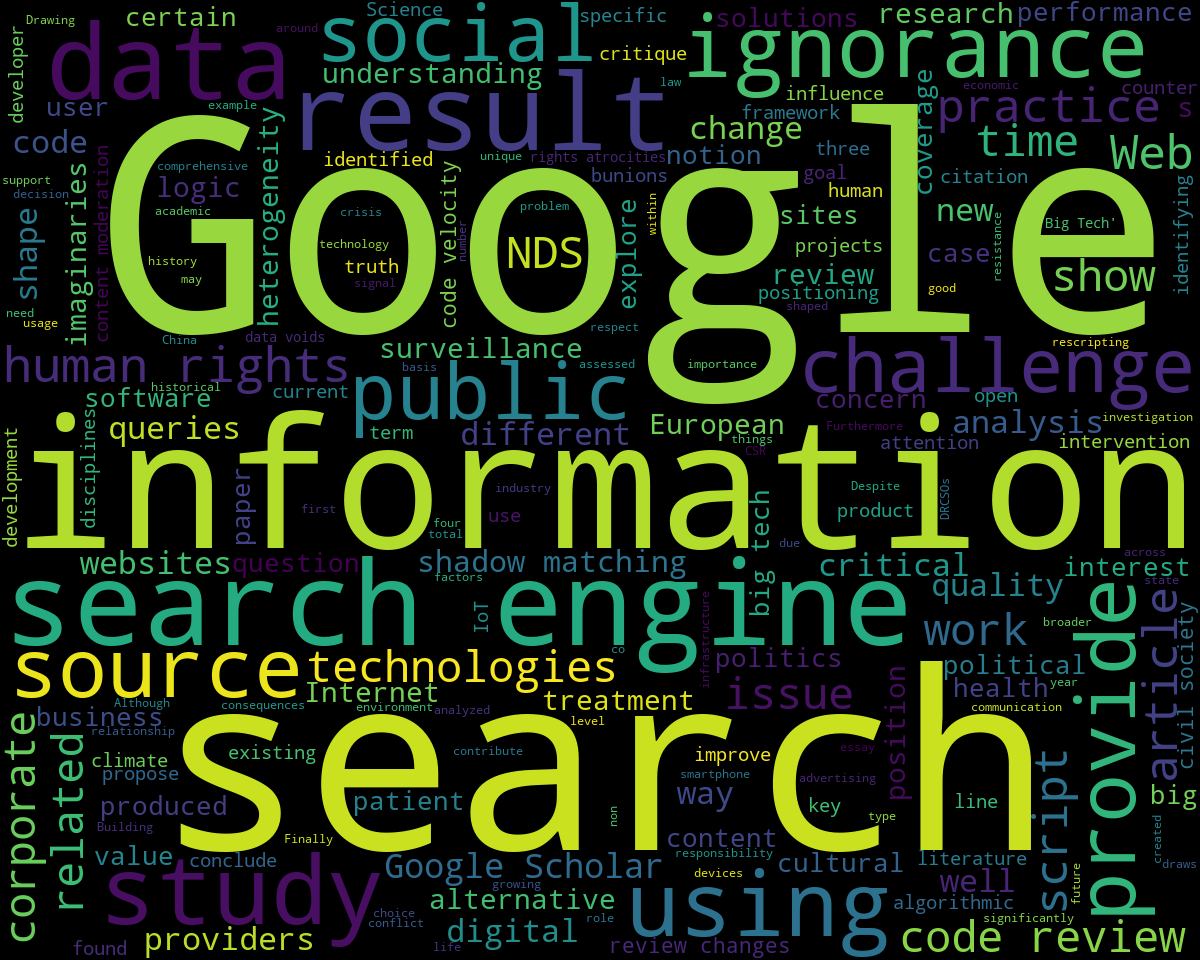 Drawing
certain
Science
specific
solutions
research
performance
data
around
social
critique
ignorance
developer
understanding
law
economic
user
example
result
influence
practice
counter
s
code
heterogeneity
identified
framework
change
coverage
time
Web
support
decision
imaginaries
content moderation
comprehensive
logic
unique
rights atrocities
notion
bunions
three
goal
human
citation
identifying
Google
academic
crisis
code velocity
problem
explore
within
sites
new
Big Tech'
shape
history
technology
number
NDS
projects
case
resistance
may
truth
signal
review
positioning
show
need
usage
good
shaped
China
data voids
respect
rescripting
human rights
surveillance
basis
assessed
importance
challenge
historical
software
current
public
concern
open
development
disciplines
queries
term
different
European
things
CSR
Furthermore
attention
analysis
investigation
intervention
information
paper
first
industry
use
four
total
Despite
product
DRCSOs
big tech
due
across
websites
question
shadow matching
factors
critical
interest
state
search engine
IoT
infrastructure
quality
provide
article
civil society
work
broader
co
source
technologies
politics
political
Internet
treatment
issue
position
health
year
communication
Although
consequences
environment
analyzed
level
corporate
business
relationship
related
search
climate
existing
contribute
improve
essay
propose
smartphone
advertising
script
produced
patient
non
way
key
line
big
Building
Finally
content
type
created
value
conclude
Google Scholar
responsibility
cultural
literature
draws
study
growing
devices
using
well
future
alternative
algorithmic
choice
conflict
role
significantly
found
providers
digital
life
review changes
code review